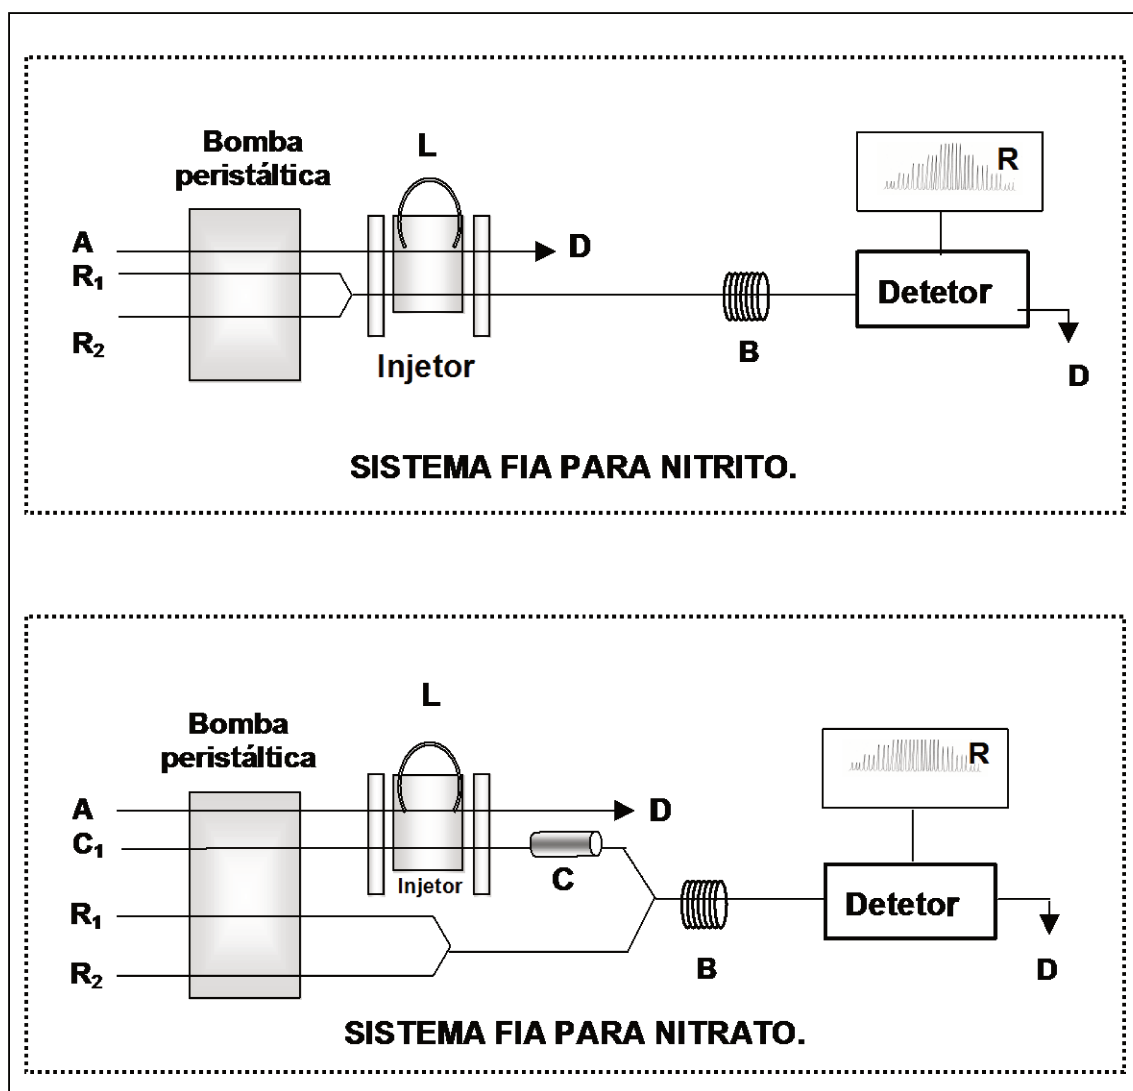 Bomba
peristáltica
L
R
A
D
R1
R2
Injetor
Detetor
B
D
SISTEMA FIA PARA NITRITO.
L
Bomba
peristáltica
R
A
D
C1
Injetor
C
R1
Detetor
R2
B
D
SISTEMA FIA PARA NITRATO.